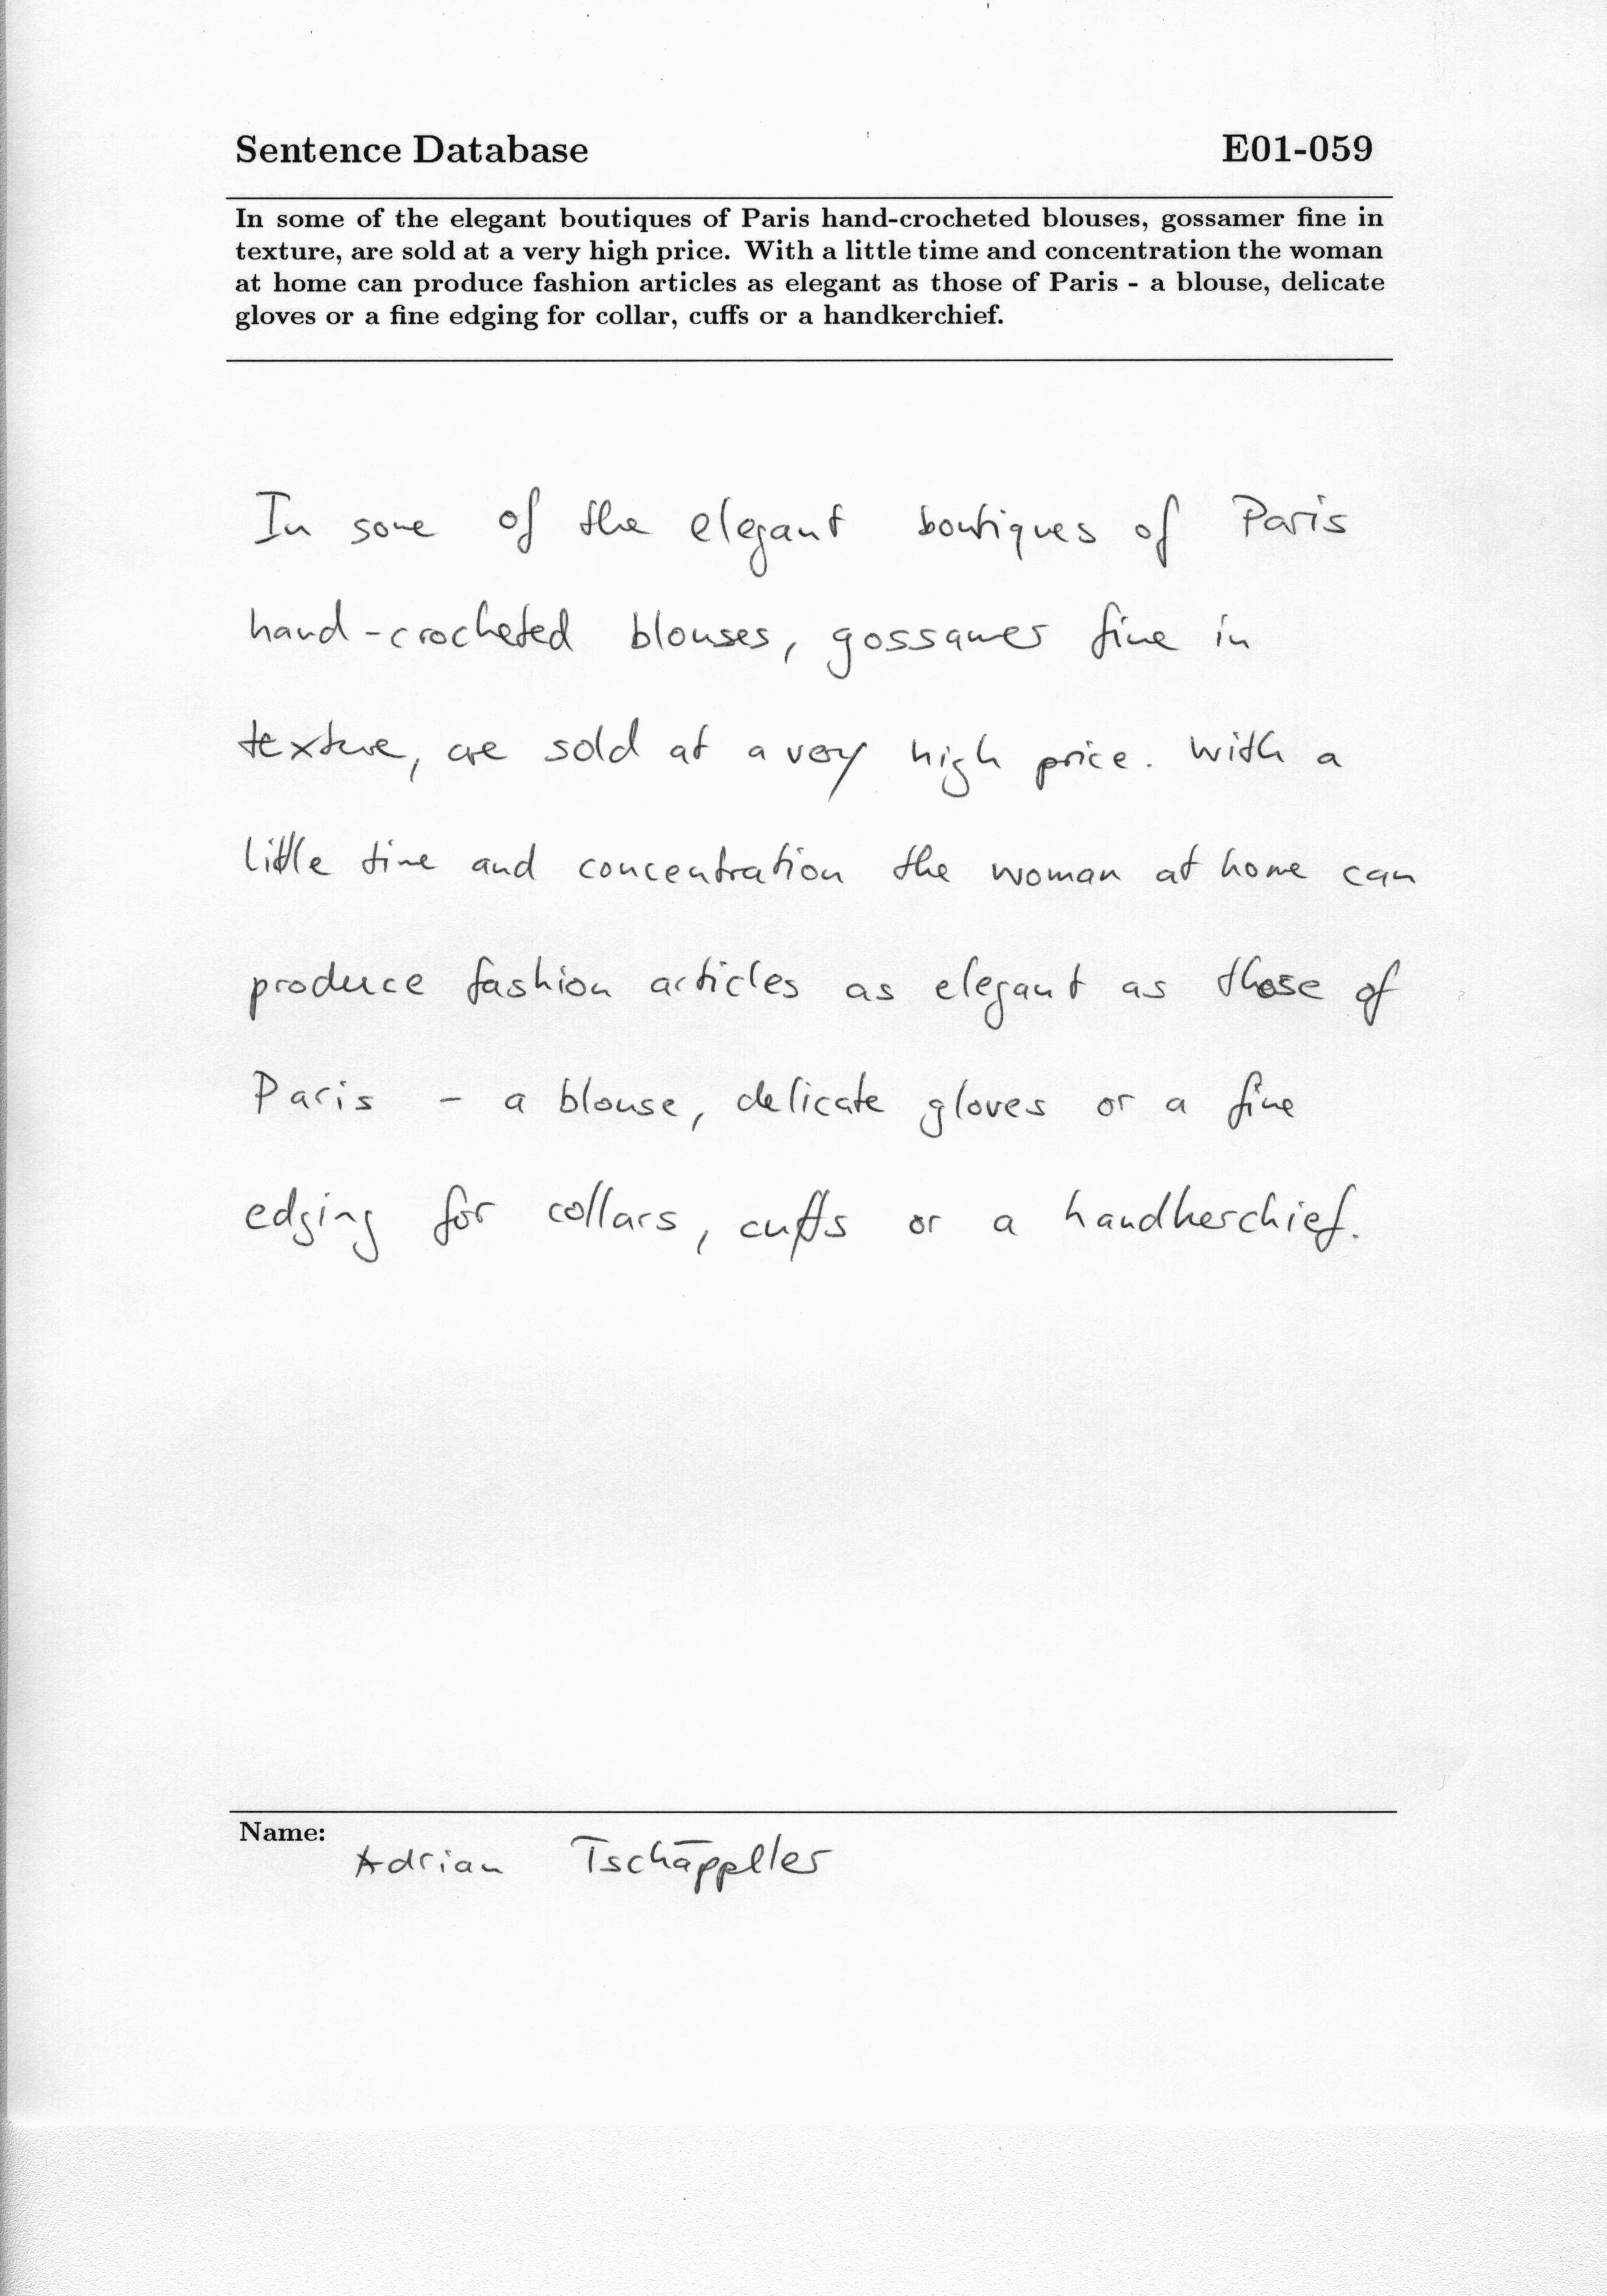 Sentence Database E01-059
In some of the elegant boutiques of Paris hand-crocheted blouses, gossamer fine in
texture, are sold at a very high price. With a little time and concentration the woman
at home can produce fashion articles as elegant as those of Paris - a blouse, delicate
gloves or a fine edging for collar, cuffs or a handkerchief.
In some of the elegant boutiques of Paris
hand-crocheted blouses, gossamer fine in
texture, are sold at a very high price. With a
little time and concentration the woman at home can
produce fashion articles as elegant as those of
Paris - a blouse, delicate gloves or a fine
edging for collars, cuffs or a handkerchief.
Name:
Adrian Tschäppller